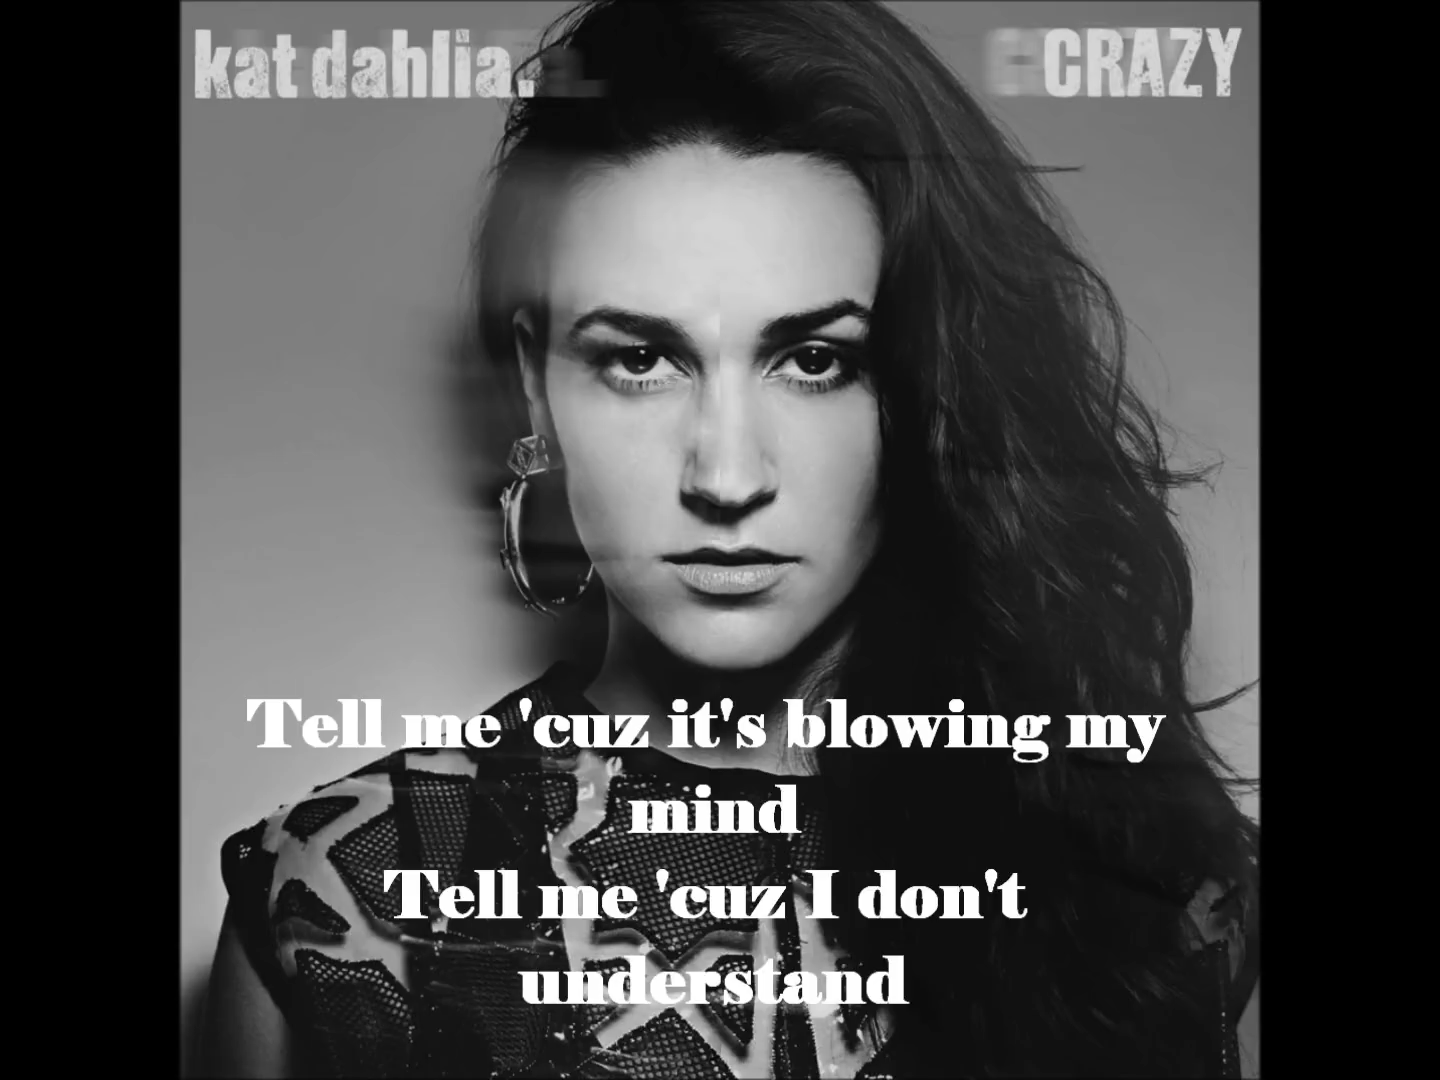 kat dahlia. CRAZY
Tell me 'cuz it's blowing my
mind
Tell me 'cuz I don't
understand